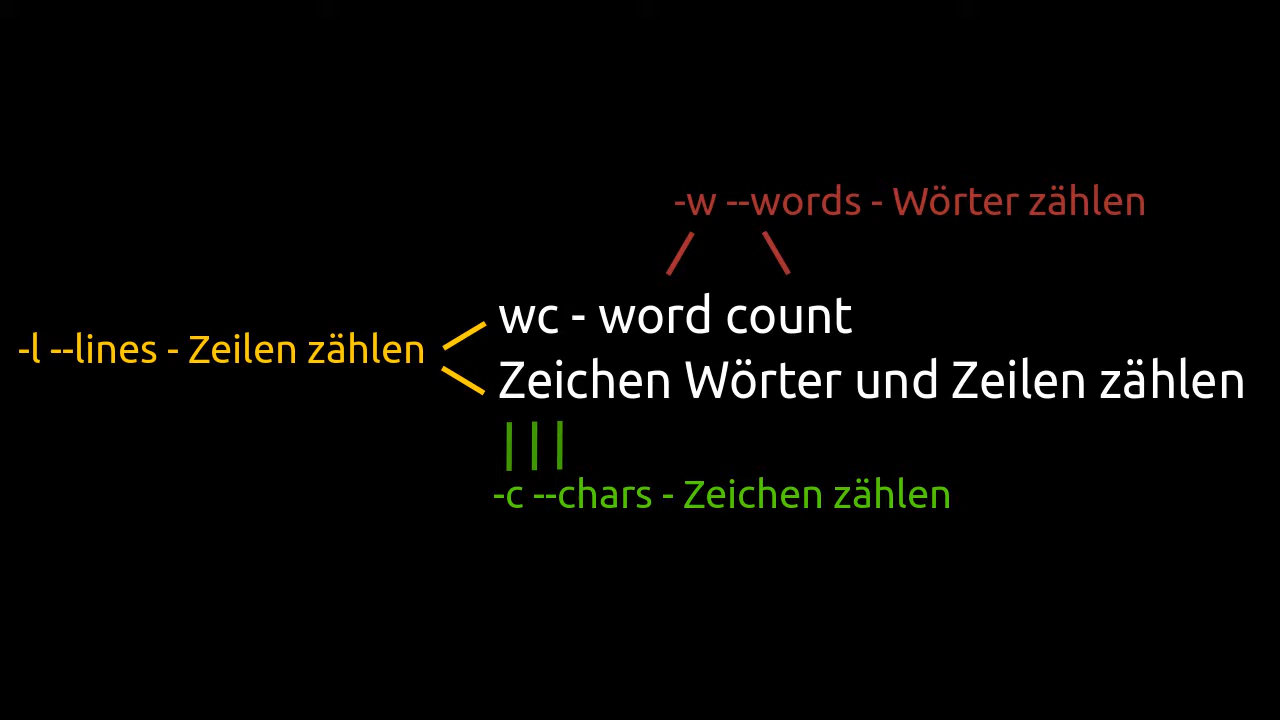 -w --words - Wörter zählen
wc - word count
-l --lines - Zeilen zählen
Zeichen Wörter und Zeilen zählen
-c --chars - Zeichen zählen